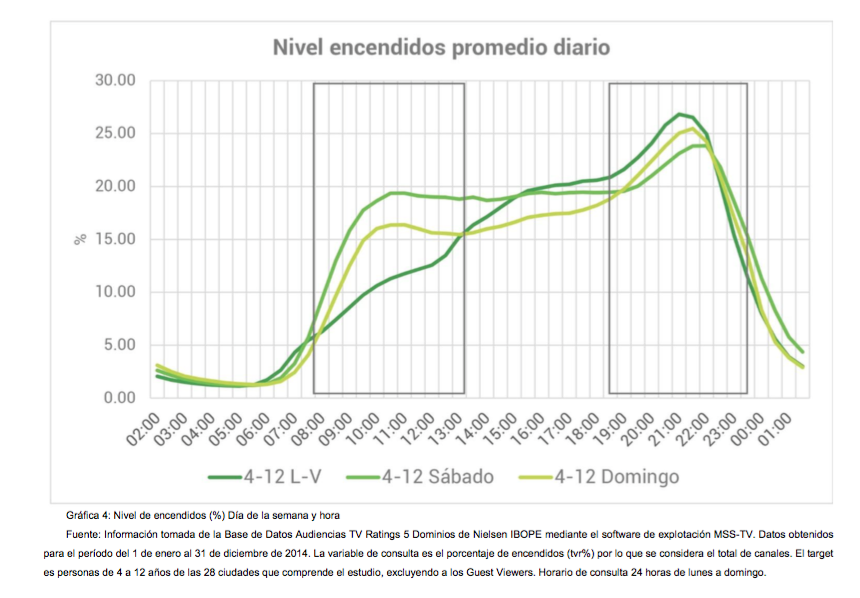 Nivel encendidos promedio diario
30.00
25.00
20.00
15.00
10.00
5.00
0.00
%
02:00 03:00 04:00 05:00 06:00 07:00 08:00 09:00 10:00 11:00 12:00 13:00 14:00 15:00 16:00 17:00 18:00 19:00 20:00 21:00 22:00 23:00 00:00 01:00
4-12 L-V 4-12 Sábado 4-12 Domingo
Gráfica 4: Nivel de encendidos (%) Día de la semana y hora
Fuente: Información tomada de la Base de Datos Audiencias TV Ratings 5 Dominios de Nielsen IBOPE mediante el software de explotación MSS-TV. Datos obtenidos
para el período del 1 de enero al 31 de diciembre de 2014. La variable de consulta es el porcentaje de encendidos (tvr%) por lo que se considera el total de canales. El target
es personas de 4 a 12 años de las 28 ciudades que comprende el estudio, excluyendo a los Guest Viewers. Horario de consulta 24 horas de lunes a domingo.